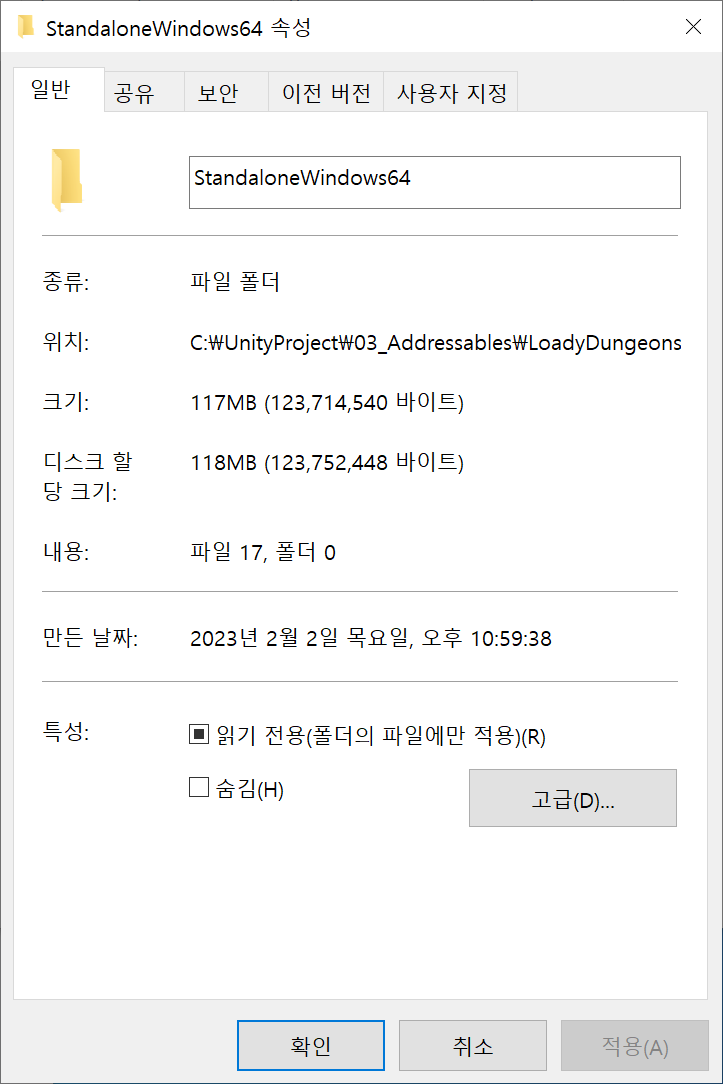 StandaloneWindows64 속성
일반 공유 보안 이전 버전 사용자 지정
StandaloneWindows64
종류: 파일 폴더
위치: C:₩UnityProject₩03_Addressables₩LoadyDungeons
크기: 117MB (123,714,540 바이트)
디스크 할 118MB (123,752,448 바이트)
당 크기:
내용: 파일 17, 폴더 0
만든 날짜: 2023년 2월 2일 목요일, 오후 10:59:38
특성: 읽기 전용(폴더의 파일에만 적용)(R)
숨김(H)
고급(D)...
확인 취소 적용(A)